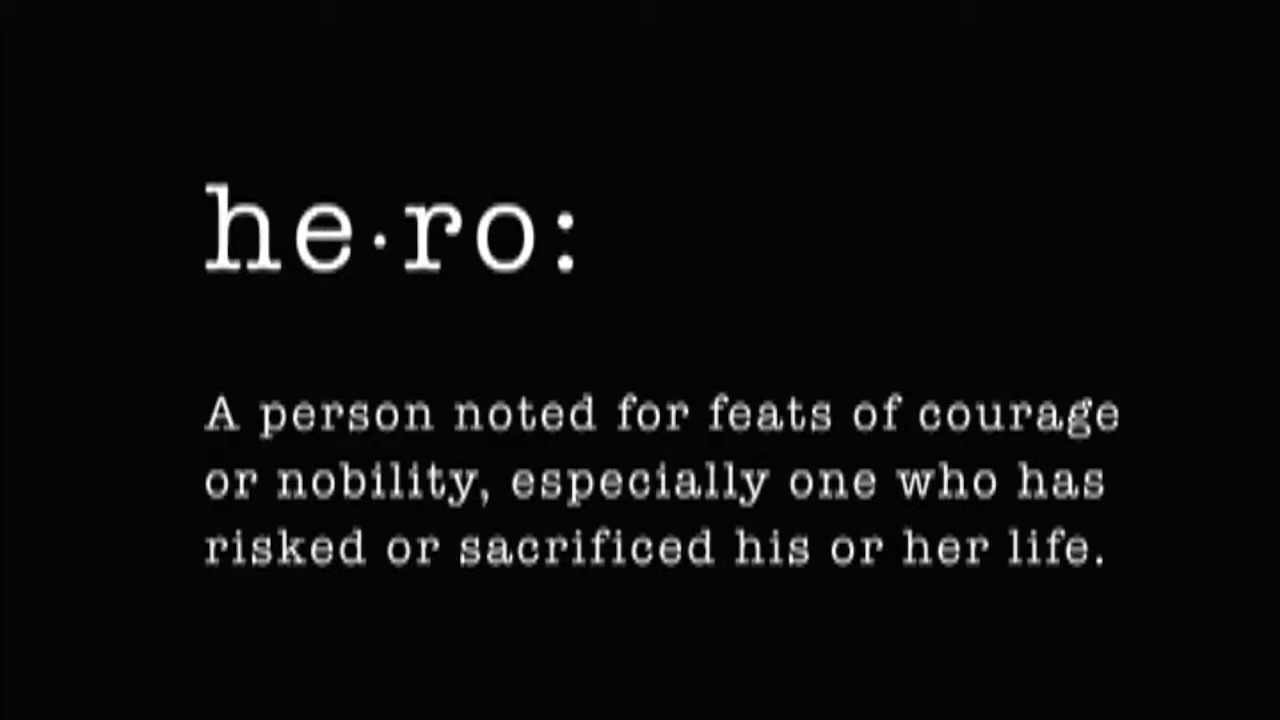 he·ro:
A person noted for feats of courage
or nobility, especially one who has
risked or sacrificed his or her life.